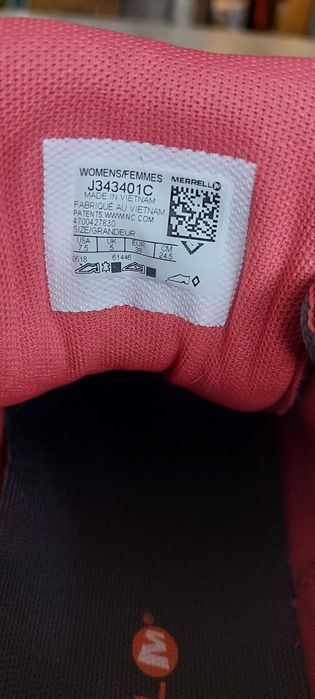 WOMENS/FEMMES
MERRELL
J343401C
MADE IN VIETNAM
FABRIQUÉ AU VIETNAM
PATENTS WWWINC.COM
4700427830
SIZE/GRANDEUR
USA UK EUR CM
7.5 5 38 24.5
0618 61446
L M